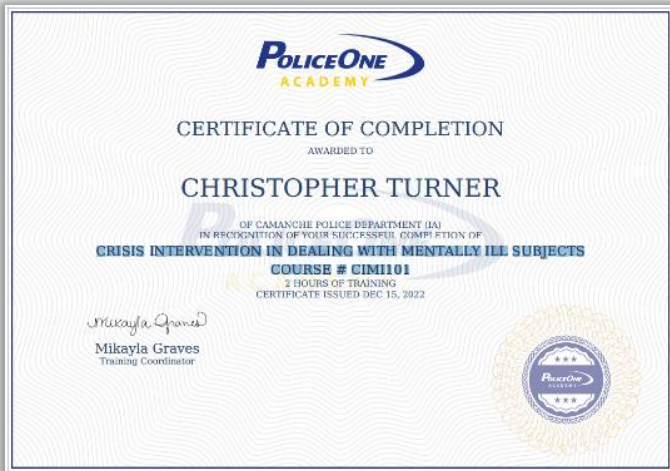 POLICEONE
ACADEMY
CERTIFICATE OF COMPLETION
AWARDED TO
CHRISTOPHER TURNER
OF CAMANCHE POLICE DEPARTMENT (IA)
IN RECOGNITION OF YOUR SUCCESSFUL COMPLETION OF
CRISIS INTERVENTION IN DEALING WITH MENTALLY ILL SUBJECTS
COURSE # CIMI101
2 HOURS OF TRAINING
CERTIFICATE ISSUED DEC 15, 2022
Mikayla Graves
Mikayla Graves
Training Coordinator
POLICEONE